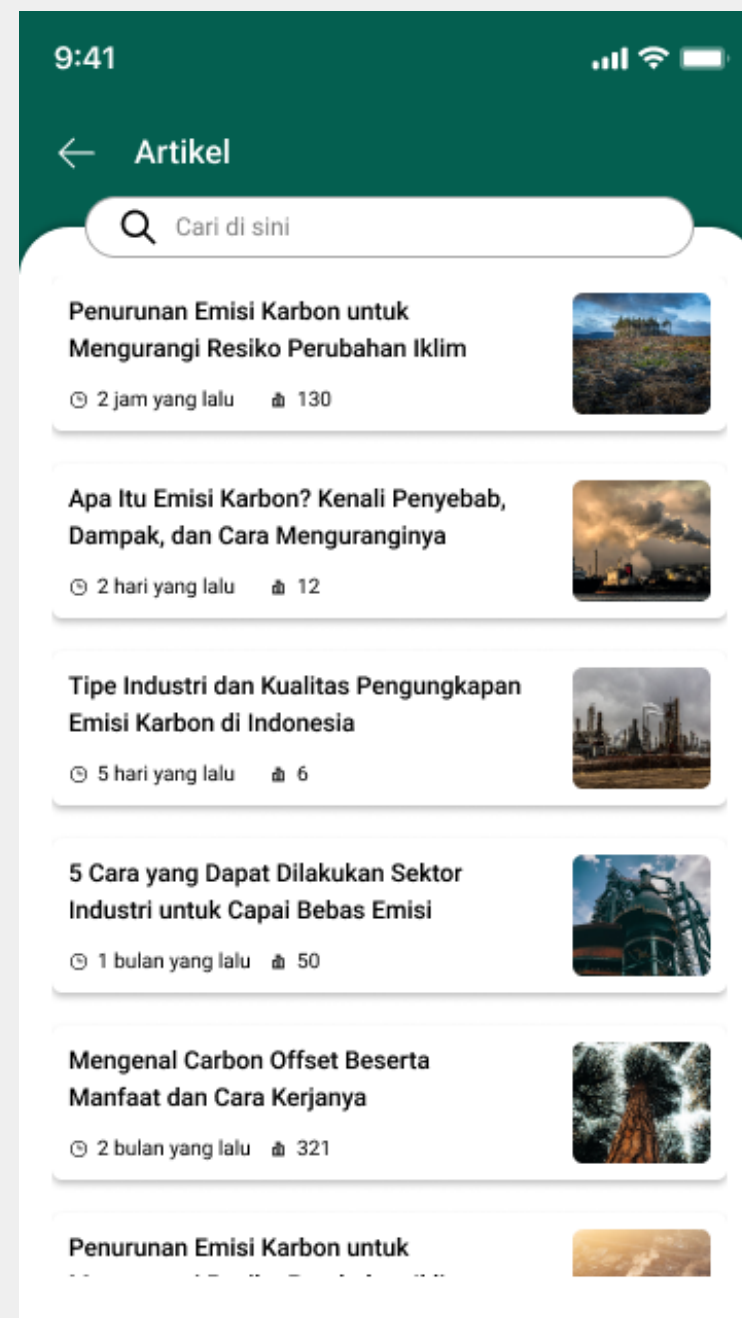 9:41
Artikel
Cari di sini
Penurunan Emisi Karbon untuk
Mengurangi Resiko Perubahan Iklim
2 jam yang lalu 130
Apa Itu Emisi Karbon? Kenali Penyebab,
Dampak, dan Cara Menguranginya
2 hari yang lalu 12
Tipe Industri dan Kualitas Pengungkapan
Emisi Karbon di Indonesia
5 hari yang lalu 6
5 Cara yang Dapat Dilakukan Sektor
Industri untuk Capai Bebas Emisi
1 bulan yang lalu 50
Mengenal Carbon Offset Beserta
Manfaat dan Cara Kerjanya
2 bulan yang lalu 321
Penurunan Emisi Karbon untuk